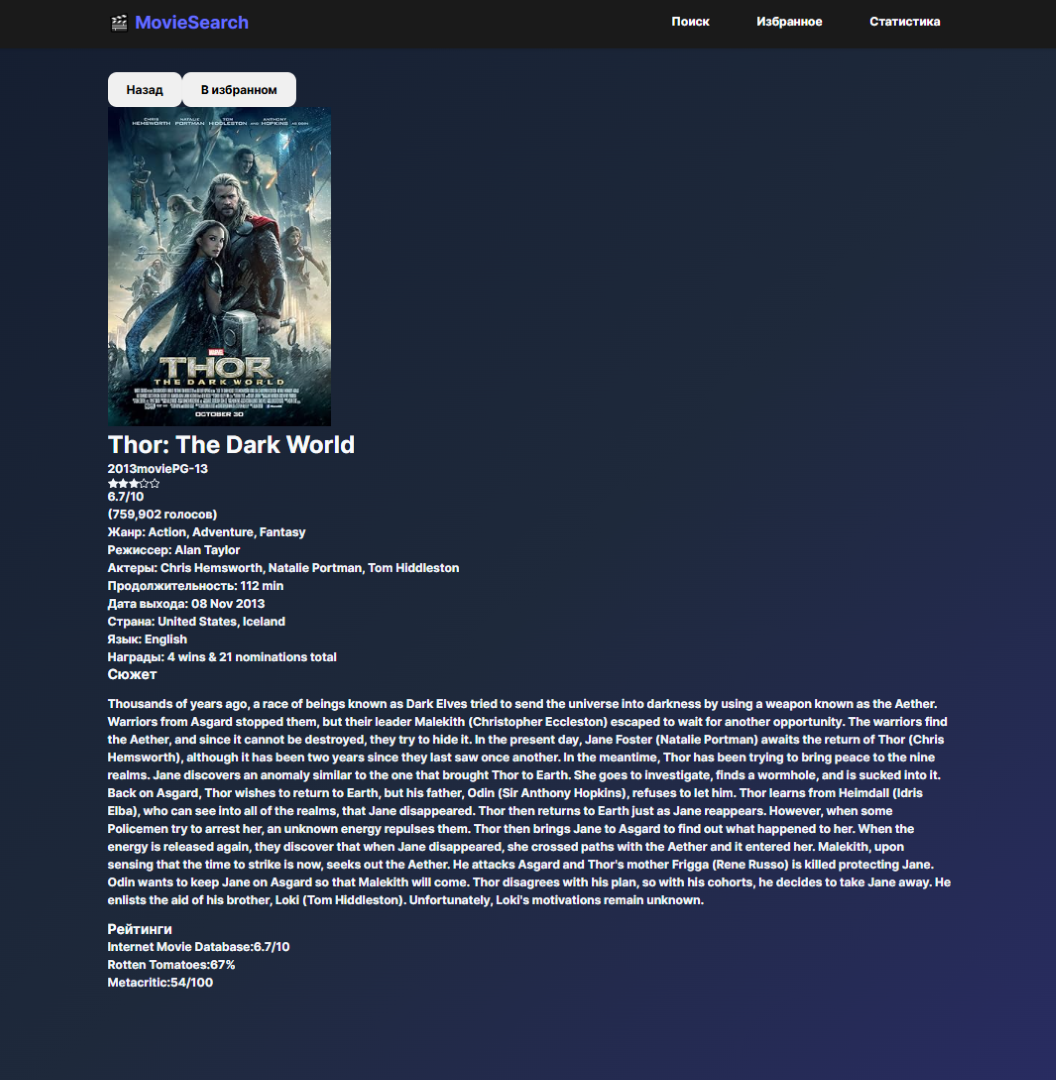 MovieSearch
Поиск Избранное Статистика
Назад В избранном
CHRIS HEMSWORTH NATALIE PORTMAN TOM HIDDLESTON AND ANTHONY HOPKINS AS ODIN
MARVEL
THOR
THE DARK WORLD
OCTOBER 30
Thor: The Dark World
2013moviePG-13
6.7/10
(759,902 голосов)
Жанр: Action, Adventure, Fantasy
Режиссер: Alan Taylor
Актеры: Chris Hemsworth, Natalie Portman, Tom Hiddleston
Продолжительность: 112 min
Дата выхода: 08 Nov 2013
Страна: United States, Iceland
Язык: English
Награды: 4 wins & 21 nominations total
Сюжет
Thousands of years ago, a race of beings known as Dark Elves tried to send the universe into darkness by using a weapon known as the Aether.
Warriors from Asgard stopped them, but their leader Malekith (Christopher Eccleston) escaped to wait for another opportunity. The warriors find
the Aether, and since it cannot be destroyed, they try to hide it. In the present day, Jane Foster (Natalie Portman) awaits the return of Thor (Chris
Hemsworth), although it has been two years since they last saw once another. In the meantime, Thor has been trying to bring peace to the nine
realms. Jane discovers an anomaly similar to the one that brought Thor to Earth. She goes to investigate, finds a wormhole, and is sucked into it.
Back on Asgard, Thor wishes to return to Earth, but his father, Odin (Sir Anthony Hopkins), refuses to let him. Thor learns from Heimdall (Idris
Elba), who can see into all of the realms, that Jane disappeared. Thor then returns to Earth just as Jane reappears. However, when some
Policemen try to arrest her, an unknown energy repulses them. Thor then brings Jane to Asgard to find out what happened to her. When the
energy is released again, they discover that when Jane disappeared, she crossed paths with the Aether and it entered her. Malekith, upon
sensing that the time to strike is now, seeks out the Aether. He attacks Asgard and Thor's mother Frigga (Rene Russo) is killed protecting Jane.
Odin wants to keep Jane on Asgard so that Malekith will come. Thor disagrees with his plan, so with his cohorts, he decides to take Jane away. He
enlists the aid of his brother, Loki (Tom Hiddleston). Unfortunately, Loki's motivations remain unknown.
Рейтинги
Internet Movie Database:6.7/10
Rotten Tomatoes:67%
Metacritic:54/100